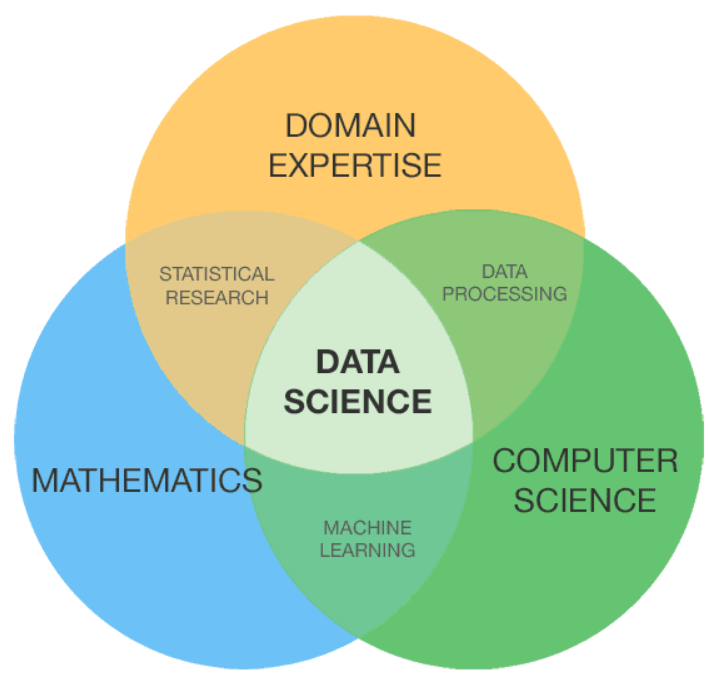 DOMAIN
EXPERTISE
STATISTICAL
RESEARCH
DATA
PROCESSING
DATA
SCIENCE
MATHEMATICS
COMPUTER
SCIENCE
MACHINE
LEARNING